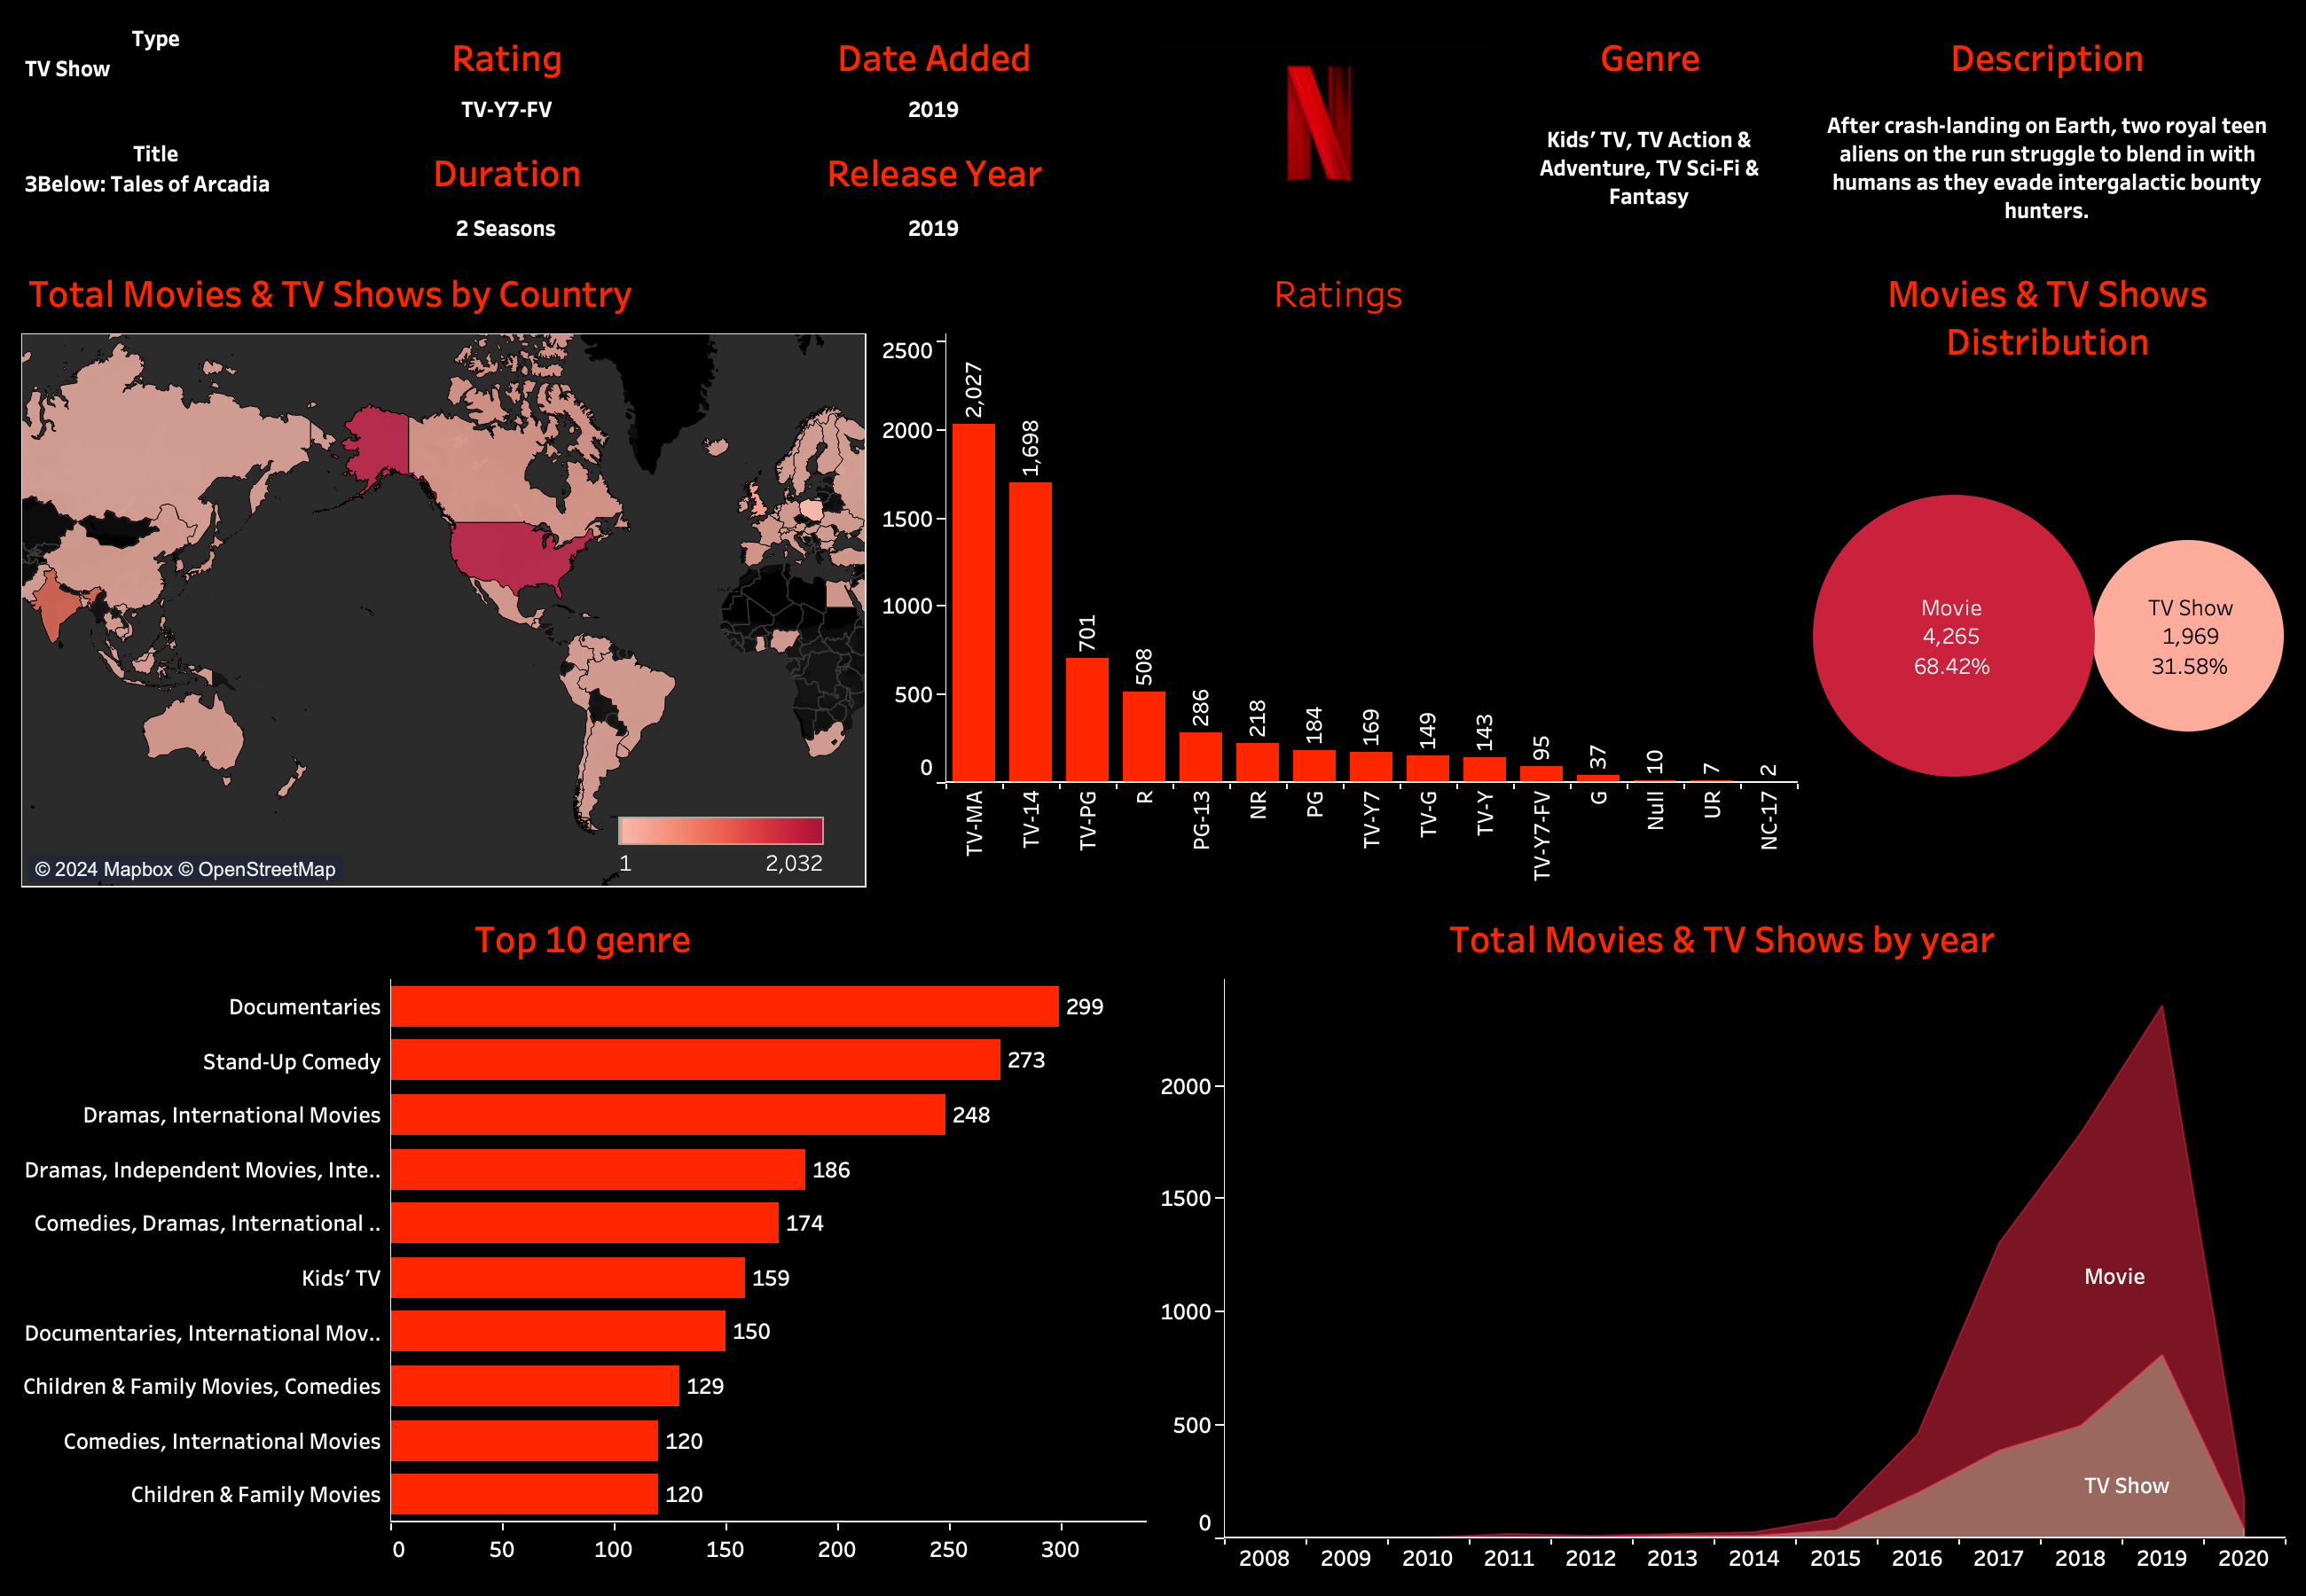 Type
TV Show
Title
3Below: Tales of Arcadia
Rating
TV-Y7-FV
Duration
2 Seasons
Date Added
2019
Release Year
2019
N
Genre
Kids’ TV, TV Action &
Adventure, TV Sci-Fi &
Fantasy
Description
After crash-landing on Earth, two royal teen
aliens on the run struggle to blend in with
humans as they evade intergalactic bounty
hunters.
Total Movies & TV Shows by Country
© 2024 Mapbox © OpenStreetMap
1
2,032
Ratings
2500
2000
1500
1000
500
0
2,027
1,698
701
508
286
218
184
169
149
143
95
37
10
7
2
TV-MA
TV-14
TV-PG
R
PG-13
NR
PG
TV-Y7
TV-G
TV-Y
TV-Y7-FV
G
Null
UR
NC-17
Movies & TV Shows
Distribution
Movie
4,265
68.42%
TV Show
1,969
31.58%
Top 10 genre
Documentaries
299
Stand-Up Comedy
273
Dramas, International Movies
248
Dramas, Independent Movies, Inte..
186
Comedies, Dramas, International ..
174
Kids’ TV
159
Documentaries, International Mov..
150
Children & Family Movies, Comedies
129
Comedies, International Movies
120
Children & Family Movies
120
0 50 100 150 200 250 300
Total Movies & TV Shows by year
2000
1500
1000
500
0
Movie
TV Show
2008 2009 2010 2011 2012 2013 2014 2015 2016 2017 2018 2019 2020